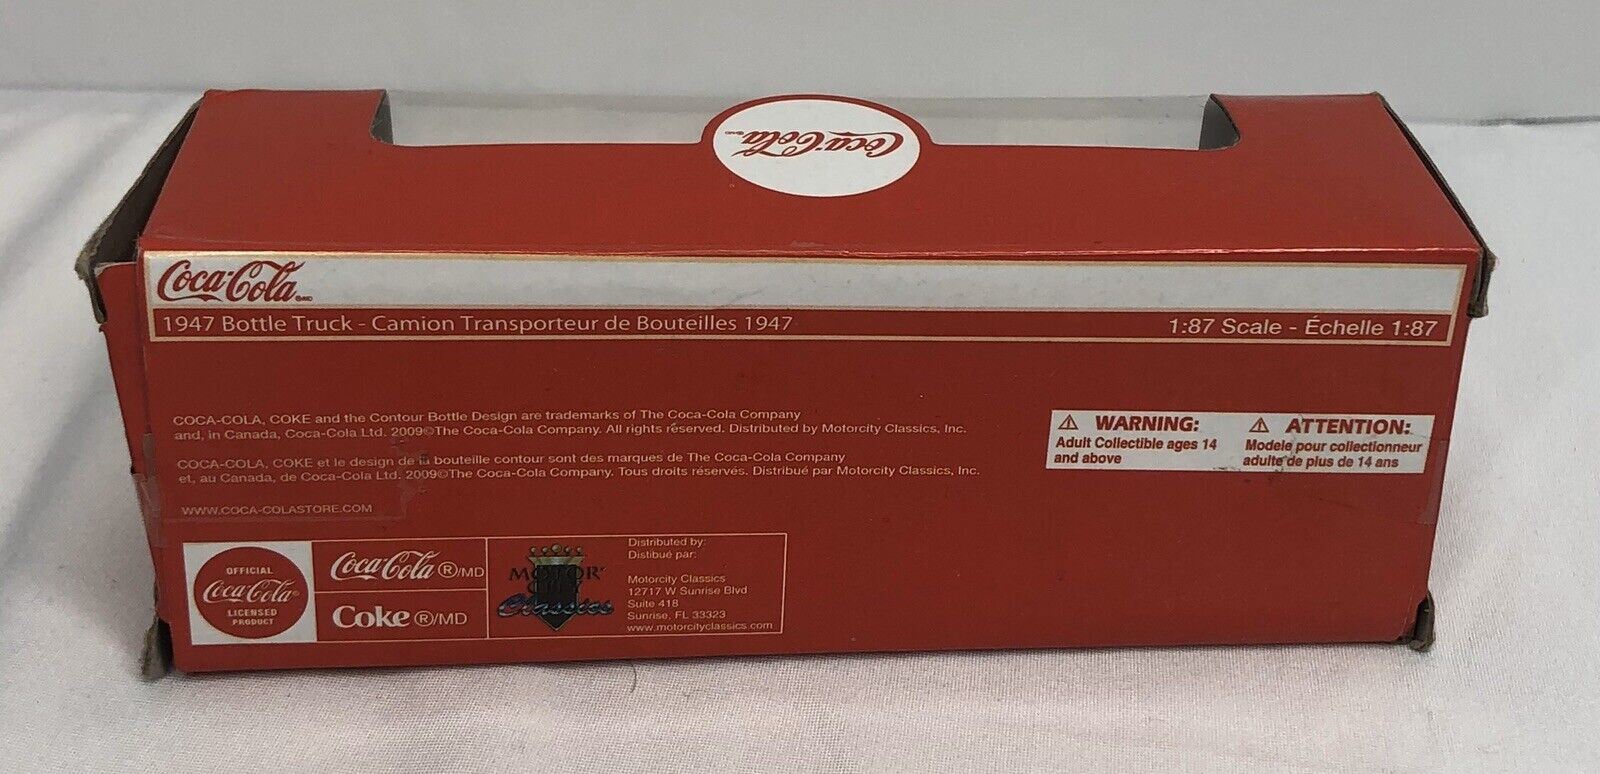 Coca-Cola ®/MD
Coca-Cola ®/MD
1947 Bottle Truck - Camion Transporteur de Bouteilles 1947
1:87 Scale - Échelle 1:87
COCA-COLA, COKE and the Contour Bottle Design are trademarks of The Coca-Cola Company
and, in Canada, Coca-Cola Ltd. 2009©The Coca-Cola Company. All rights reserved. Distributed by Motorcity Classics, Inc.
COCA-COLA, COKE et le design de la bouteille contour sont des marques de The Coca-Cola Company
et, au Canada, de Coca-Cola Ltd. 2009©The Coca-Cola Company. Tous droits réservés. Distribué par Motorcity Classics, Inc.
WWW.COCA-COLASTORE.COM
⚠ WARNING:
Adult Collectible ages 14
and above
⚠ ATTENTION:
Modele pour collectionneur
adulte de plus de 14 ans
OFFICIAL
Coca-Cola®
LICENSED
PRODUCT
Coca-Cola ®/MD
Coke ®/MD
MOTOR
CITY
Classics
Distributed by:
Distibué par:
Motorcity Classics
12717 W Sunrise Blvd
Suite 418
Sunrise, FL 33323
www.motorcityclassics.com